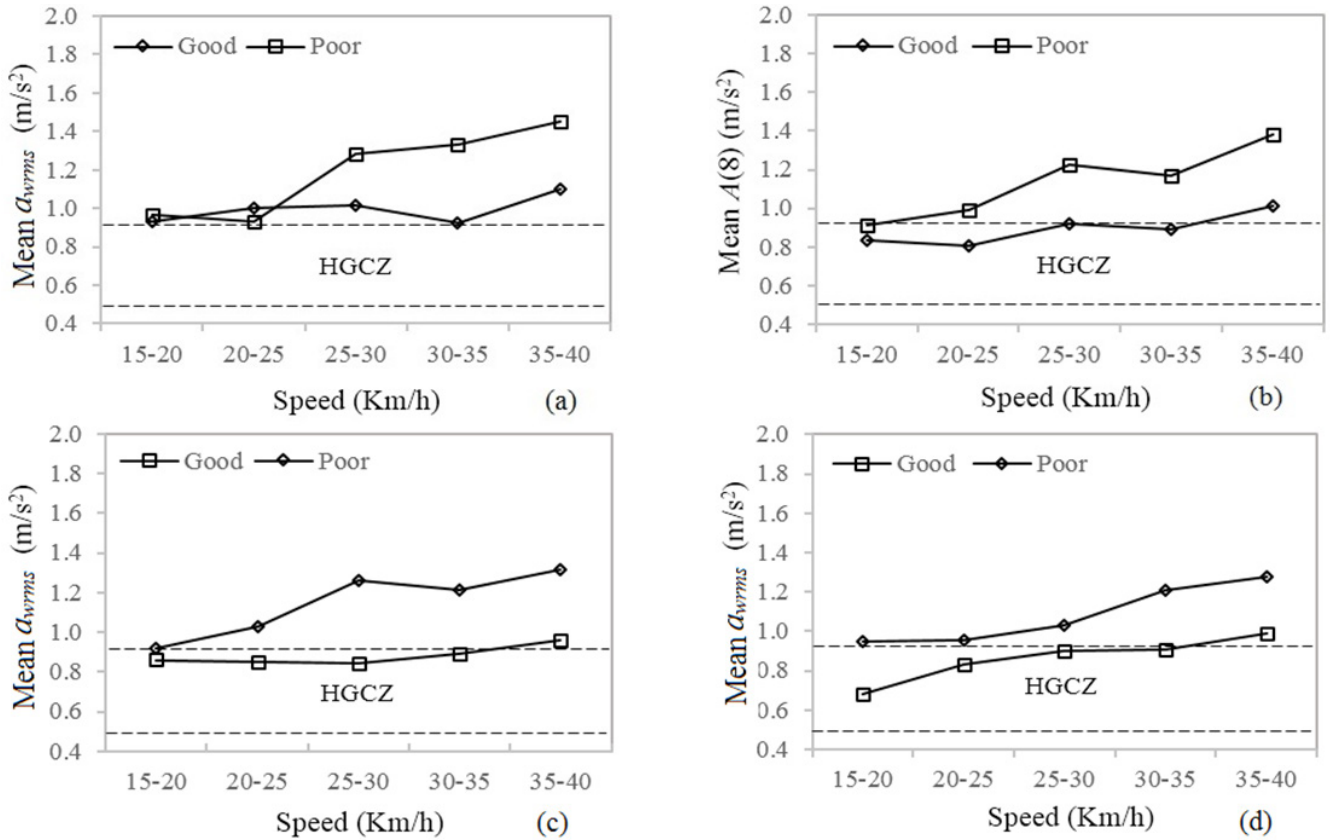 2.0
1.8
1.6
1.4
1.2
1.0
0.8
0.6
0.4
Mean awrms (m/s²)
Good Poor
HGCZ
15-20 20-25 25-30 30-35 35-40
Speed (Km/h) (a)
2.0
1.8
1.6
1.4
1.2
1.0
0.8
0.6
0.4
Mean A(8) (m/s²)
Good Poor
HGCZ
15-20 20-25 25-30 30-35 35-40
Speed (Km/h) (b)
2.0
1.8
1.6
1.4
1.2
1.0
0.8
0.6
0.4
Mean awrms (m/s²)
Good Poor
HGCZ
15-20 20-25 25-30 30-35 35-40
Speed (Km/h) (c)
2.0
1.8
1.6
1.4
1.2
1.0
0.8
0.6
0.4
Mean awrms (m/s²)
Good Poor
HGCZ
15-20 20-25 25-30 30-35 35-40
Speed (Km/h) (d)